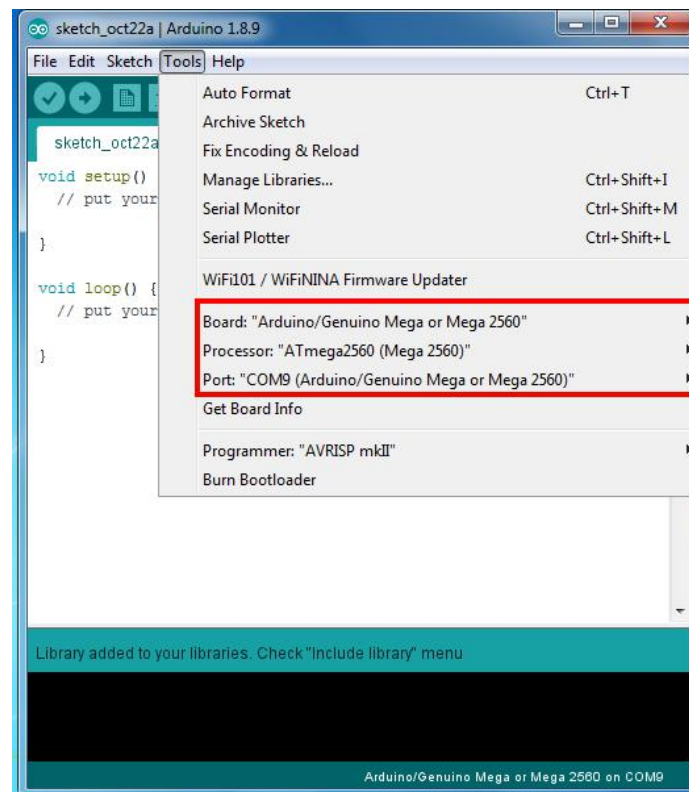 sketch_oct22a | Arduino 1.8.9
File Edit Sketch Tools Help
sketch_oct22a
void setup()
// put your
}
void loop() {
// put your
}
Auto Format Ctrl+T
Archive Sketch
Fix Encoding & Reload
Manage Libraries... Ctrl+Shift+I
Serial Monitor Ctrl+Shift+M
Serial Plotter Ctrl+Shift+L
WiFi101 / WiFiNINA Firmware Updater
Board: "Arduino/Genuino Mega or Mega 2560"
Processor: "ATmega2560 (Mega 2560)"
Port: "COM9 (Arduino/Genuino Mega or Mega 2560)"
Get Board Info
Programmer: "AVRISP mkII"
Burn Bootloader
Library added to your libraries. Check "Include library" menu
Arduino/Genuino Mega or Mega 2560 on COM9